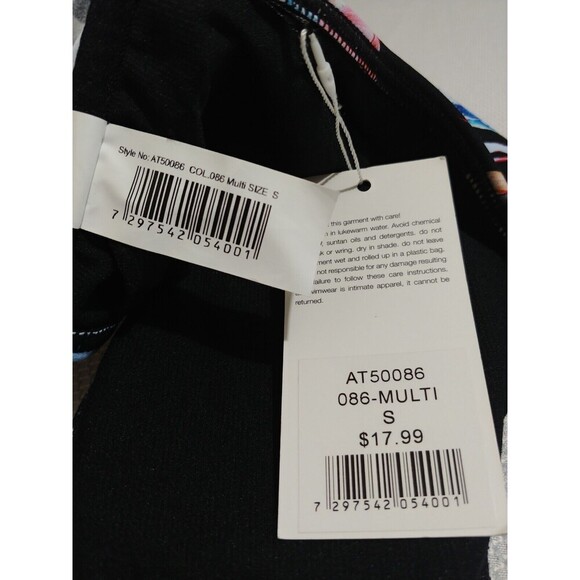 Style No: AT50086 COL.086 Multi SIZE S
7 297542 054001
this garment with care!
in lukewarm water. Avoid chemical
suntan oils and detergents. do not
or wring. dry in shade. do not leave
wet and rolled up in a plastic bag.
not responsible for any damage resulting
failure to follow these care instructions.
is intimate apparel, it cannot be
returned.
AT50086
086-MULTI
S
$17.99
7 297542 054001